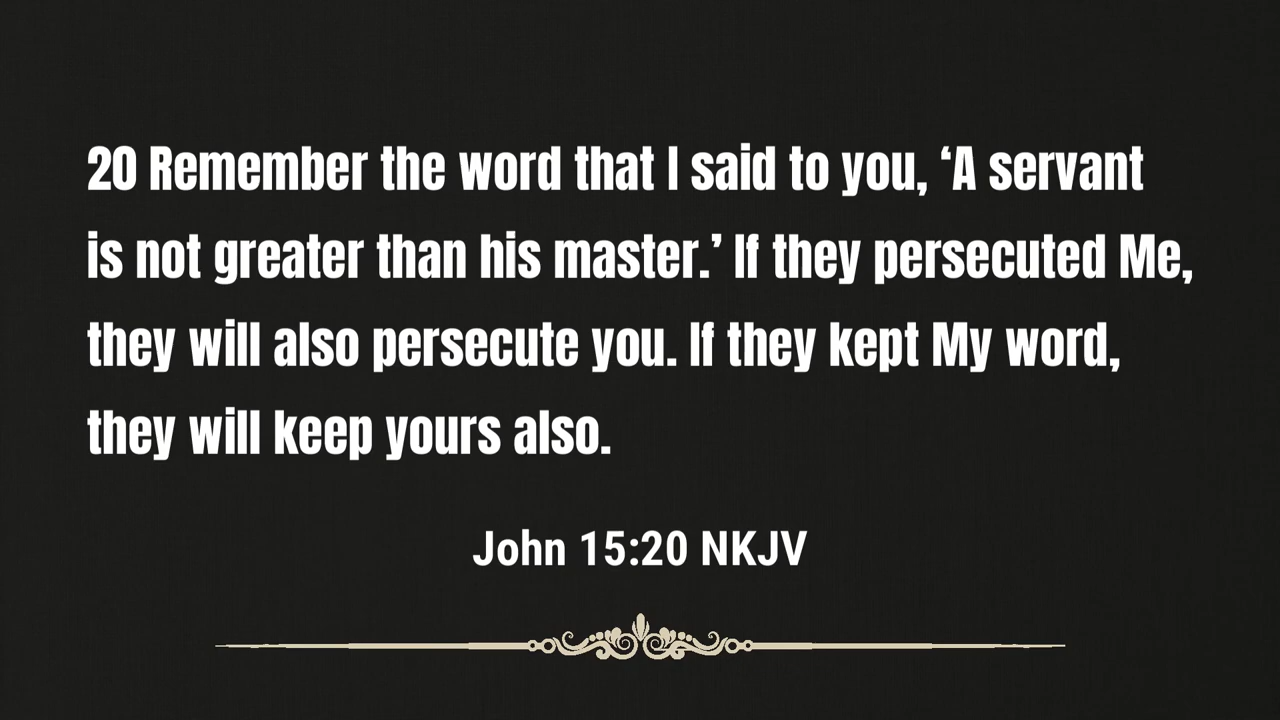 20 Remember the word that I said to you, ‘A servant
is not greater than his master.’ If they persecuted Me,
they will also persecute you. If they kept My word,
they will keep yours also.
John 15:20 NKJV